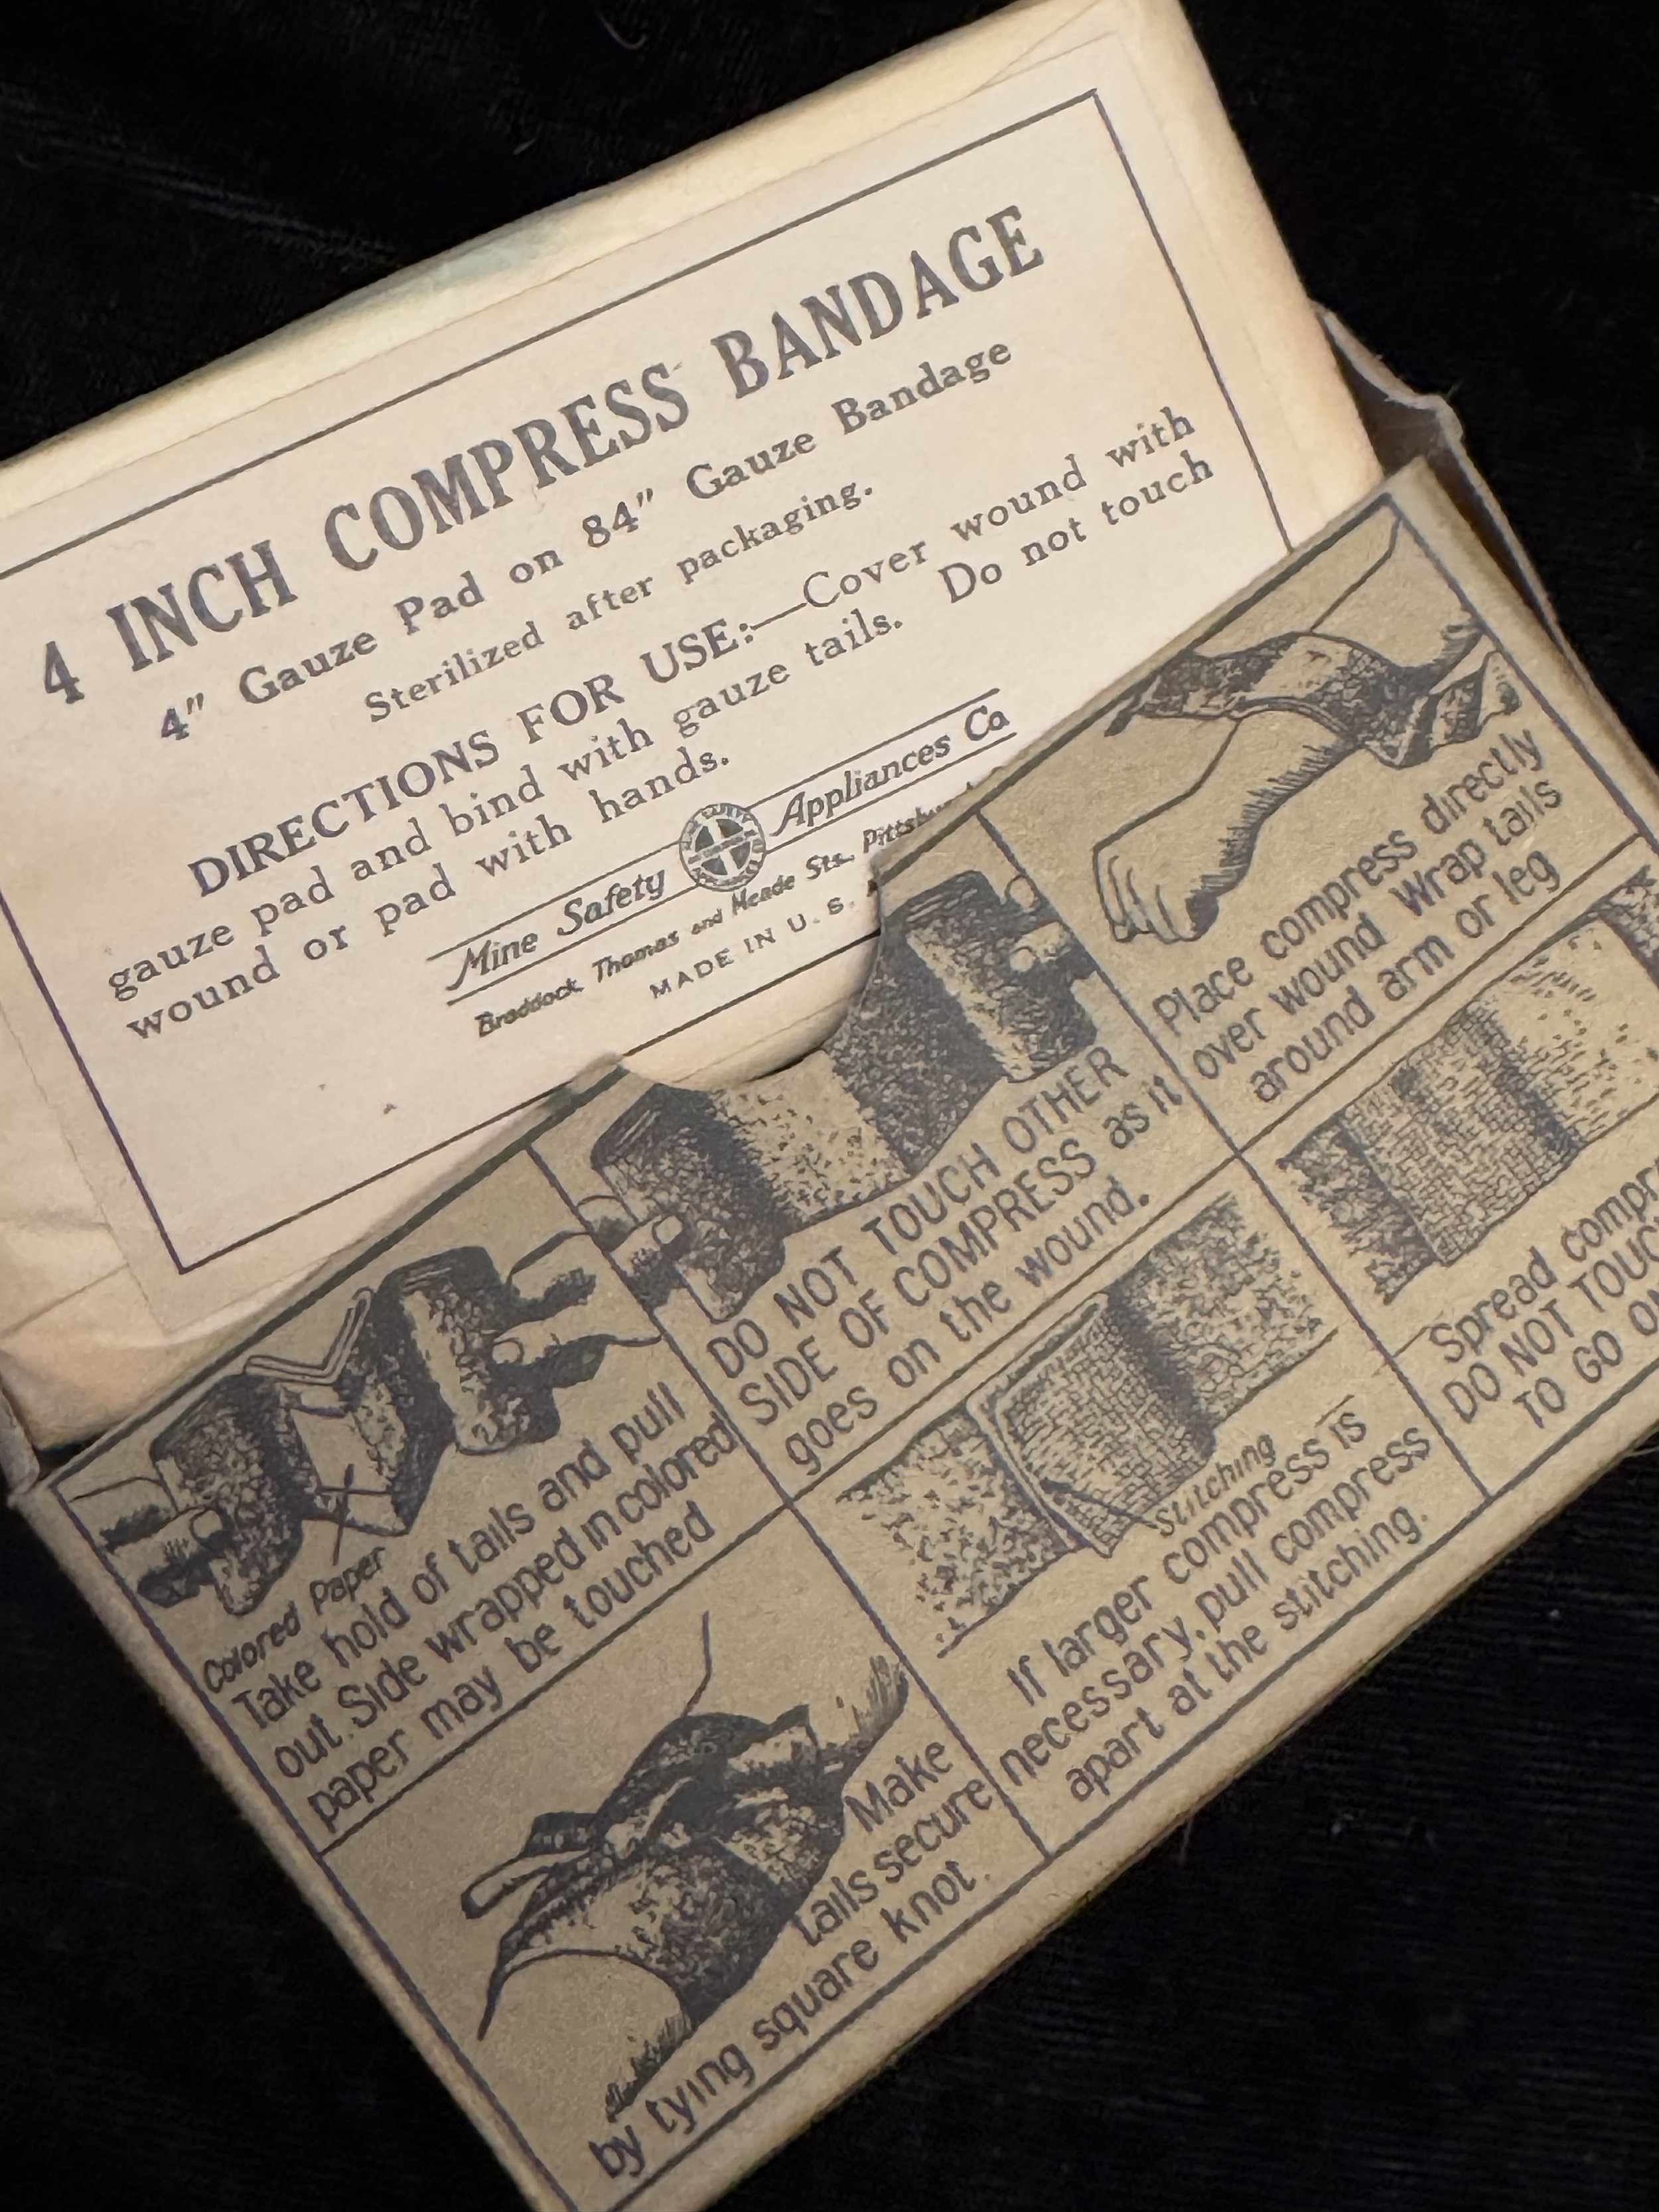 4 INCH COMPRESS BANDAGE
4" Gauze Pad on 84" Gauze Bandage
Sterilized after packaging.
DIRECTIONS FOR USE:—Cover wound with
gauze pad and bind with gauze tails. Do not touch
wound or pad with hands.
Mine Safety Appliances Co
Braddock Thomas and Meade Sts.
MADE IN U. S.
Colored Paper
Take hold of tails and pull
out. Side wrapped in colored
paper may be touched
DO NOT TOUCH OTHER
SIDE OF COMPRESS as it
goes on the wound.
Place compress directly
over wound Wrap tails
around arm or leg
Make
tails secure
by tying square knot.
Stitching
If larger compress is
necessary, pull compress
apart at the stitching.
Spread
DO NOT
TO GO